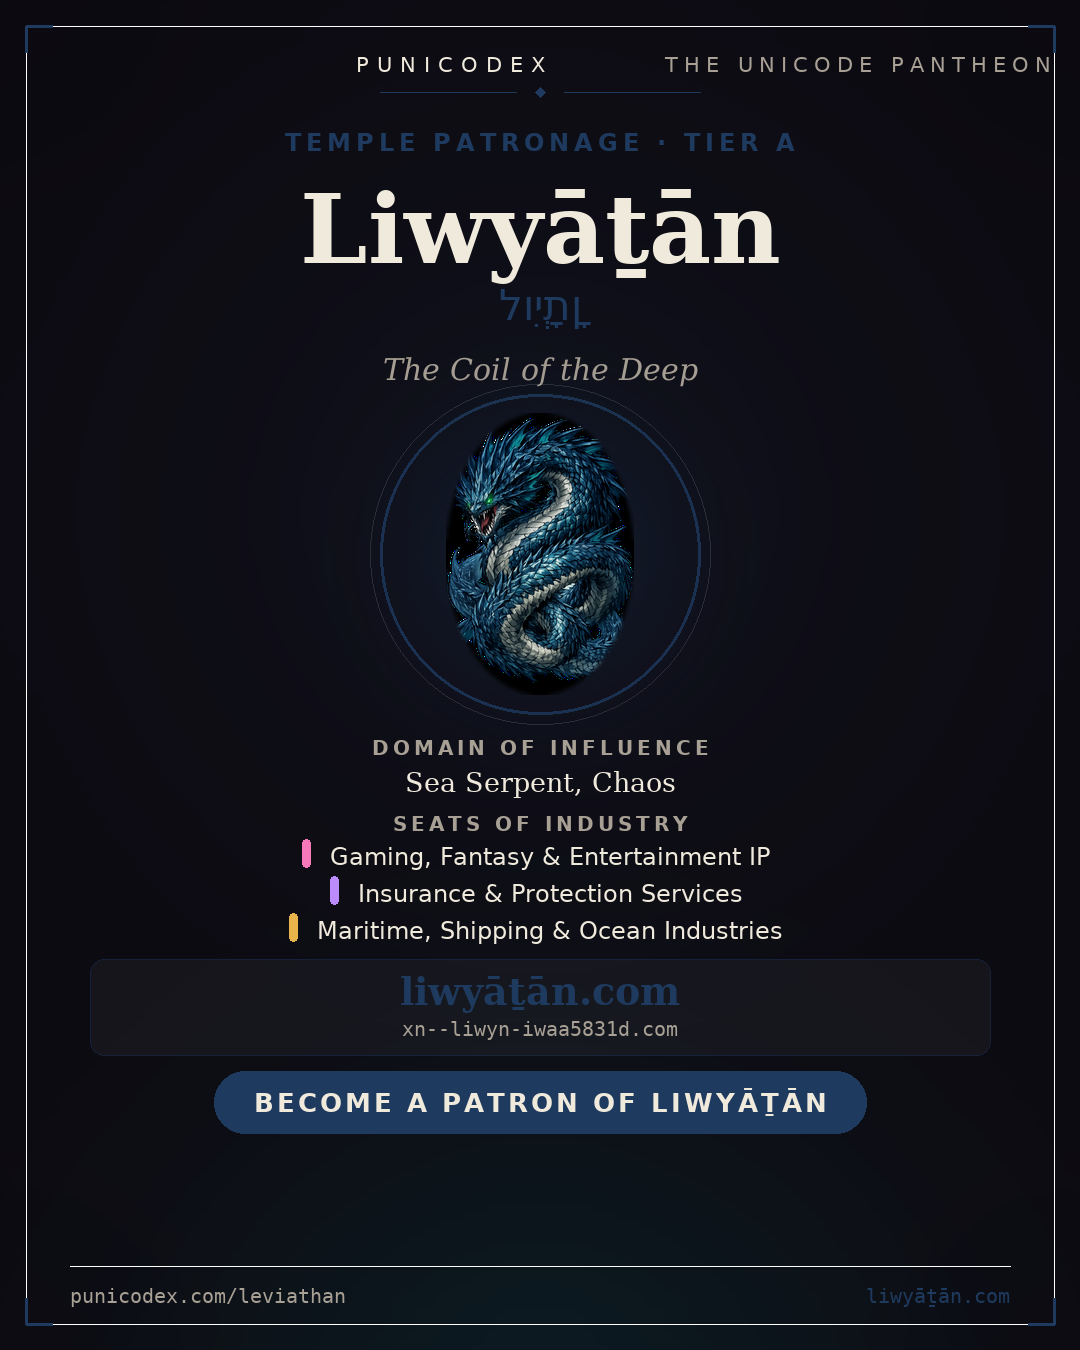 PUNICODEX THE UNICODE PANTHEON
TEMPLE PATRONAGE · TIER A
Liwyāṯān
לִוְיָתָן
The Coil of the Deep
DOMAIN OF INFLUENCE
Sea Serpent, Chaos
SEATS OF INDUSTRY
Gaming, Fantasy & Entertainment IP
Insurance & Protection Services
Maritime, Shipping & Ocean Industries
liwyāṯān.com
xn--liwyn-iwaa5831d.com
BECOME A PATRON OF LIWYĀṮĀN
punicodex.com/leviathan
liwyāṯān.com